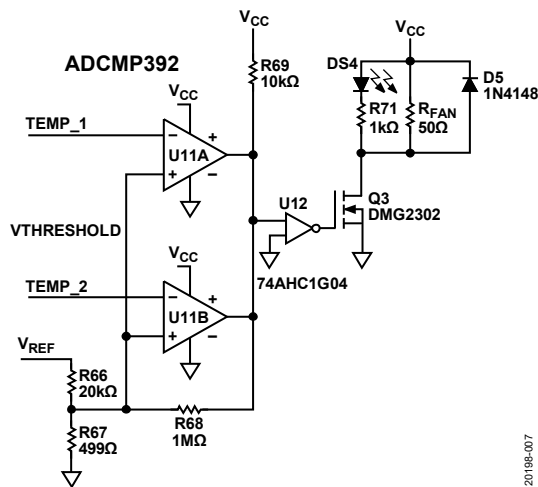 VCC
VCC
ADCMP392
R69
10kΩ
DS4
D5
1N4148
VCC
R71
1kΩ
RFAN
50Ω
TEMP_1
−
+
U11A
+
−
U12
Q3
DMG2302
VTHRESHOLD
VCC
74AHC1G04
TEMP_2
−
+
U11B
+
−
VREF
R66
20kΩ
R68
1MΩ
R67
499Ω
20198-007